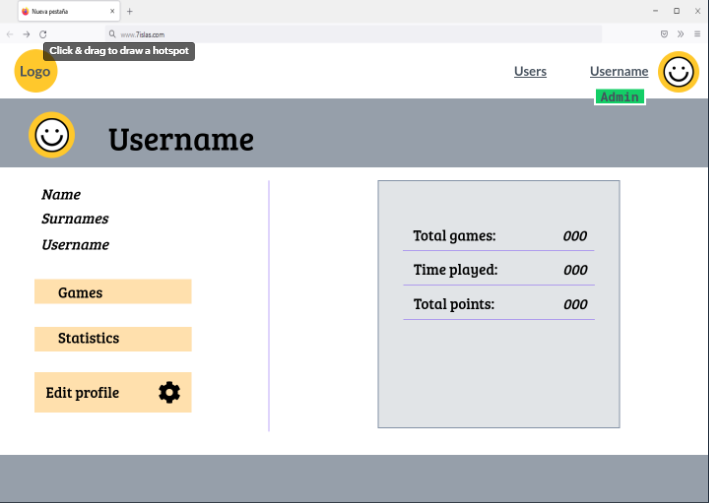 Nueva pestaña
www.7islas.com
Click & drag to draw a hotspot
Logo
Users
Username
Admin
Username
Name
Surnames
Username
Games
Statistics
Edit profile
Total games: 000
Time played: 000
Total points: 000